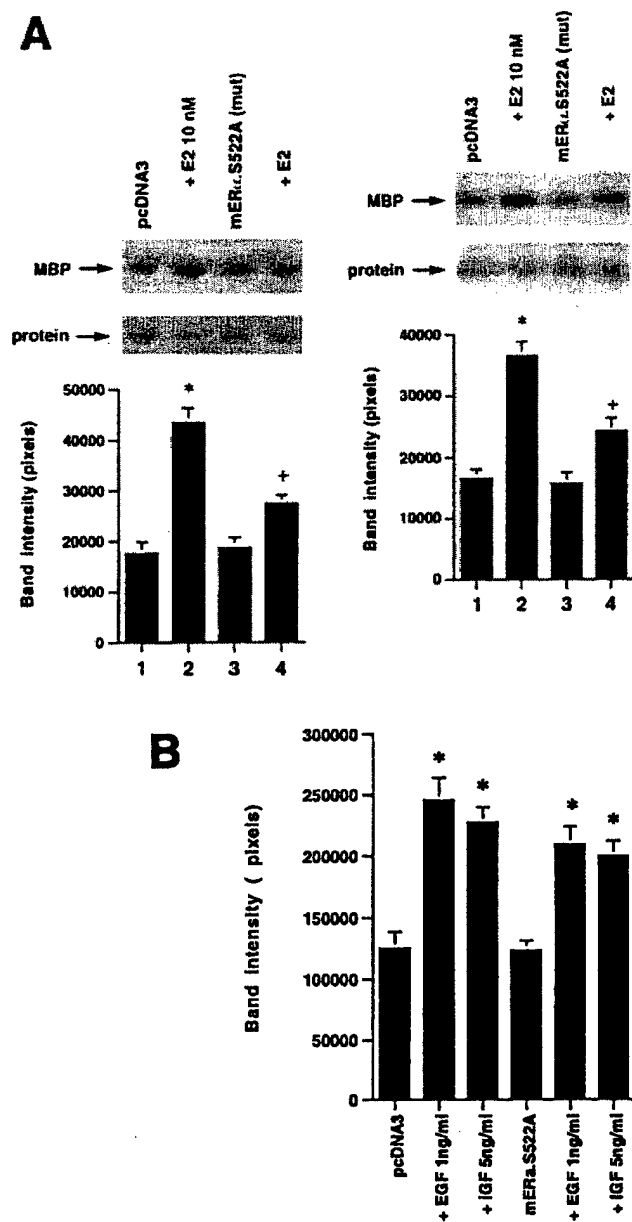 A
pcDNA3
+ E2 10 nM
mERα.S522A (mut)
+ E2
MBP
protein
50000
40000
30000
20000
10000
0
Band intensity (pixels)
*
+
1 2 3 4
pcDNA3
+ E2 10 nM
mERα.S522A (mut)
+ E2
MBP
protein
40000
30000
20000
10000
0
Band intensity (pixels)
*
+
1 2 3 4
B
300000
250000
200000
150000
100000
50000
0
Band intensity ( pixels)
* * * *
pcDNA3
+ EGF 1ng/ml
+ IGF 5ng/ml
mERa.S522A
+ EGF 1ng/ml
+ IGF 5ng/ml